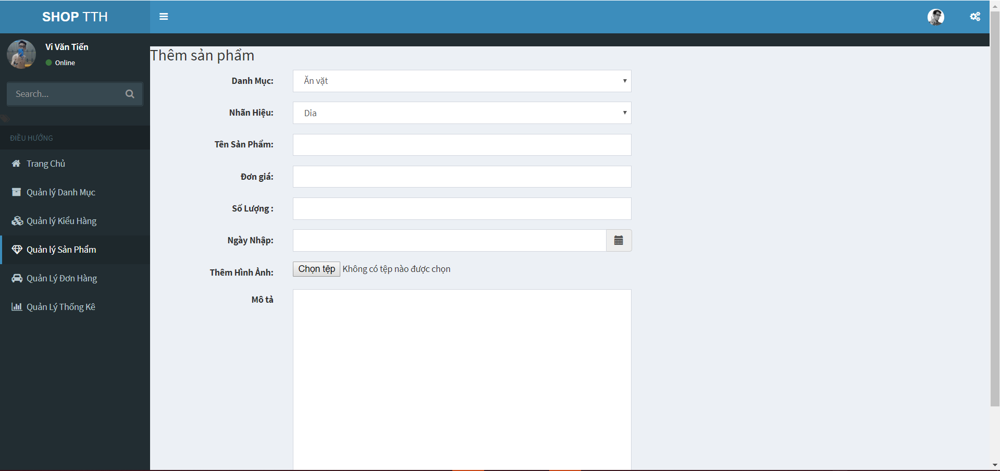 SHOP TTH
Vi Văn Tiến
Online
Search...
ĐIỀU HƯỚNG
Trang Chủ
Quản lý Danh Mục
Quản lý Kiểu Hàng
Quản lý Sản Phẩm
Quản Lý Đơn Hàng
Quản Lý Thống Kê
Thêm sản phẩm
Danh Mục: Ăn vặt
Nhãn Hiệu: Dia
Tên Sản Phẩm:
Đơn giá:
Số Lượng :
Ngày Nhập:
Thêm Hình Ảnh: Chọn tệp Không có tệp nào được chọn
Mô tả